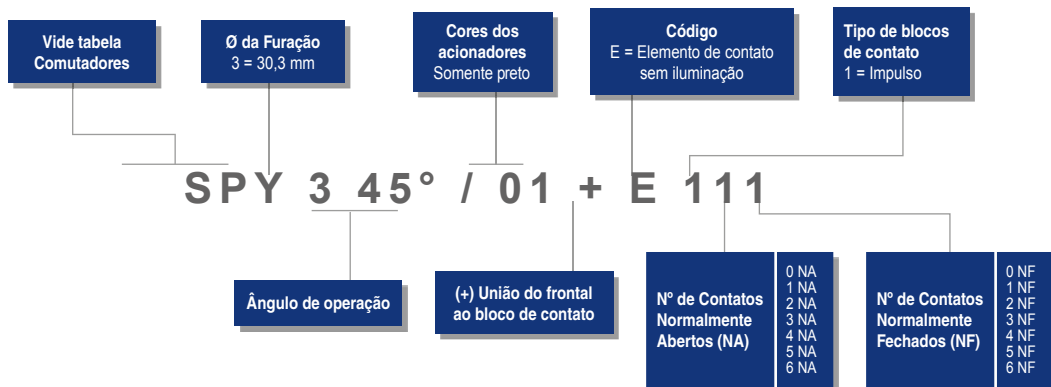 Vide tabela
Comutadores
Ø da Furação
3 = 30,3 mm
Cores dos
acionadores
Somente preto
Código
E = Elemento de contato
sem iluminação
Tipo de blocos
de contato
1 = Impulso
SPY 3 45° / 01 + E 111
Ângulo de operação
(+) União do frontal
ao bloco de contato
Nº de Contatos
Normalmente
Abertos (NA)
0 NA
1 NA
2 NA
3 NA
4 NA
5 NA
6 NA
Nº de Contatos
Normalmente
Fechados (NF)
0 NF
1 NF
2 NF
3 NF
4 NF
5 NF
6 NF